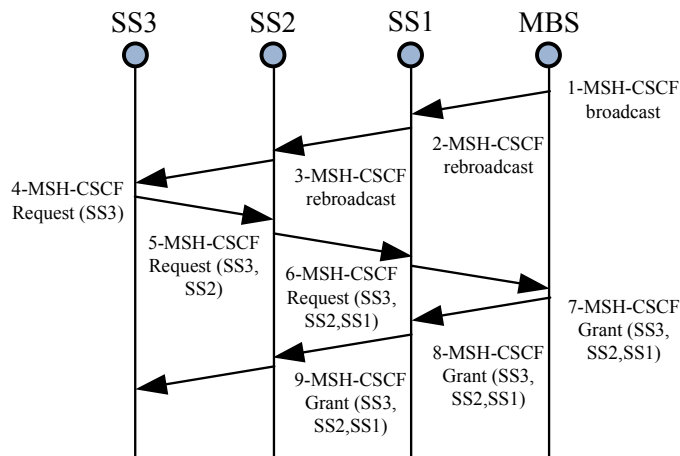 SS3
SS2
SS1
MBS
1-MSH-CSCF
broadcast
2-MSH-CSCF
rebroadcast
3-MSH-CSCF
rebroadcast
4-MSH-CSCF
Request (SS3)
5-MSH-CSCF
Request (SS3,
SS2)
6-MSH-CSCF
Request (SS3,
SS2,SS1)
7-MSH-CSCF
Grant (SS3,
SS2,SS1)
8-MSH-CSCF
Grant (SS3,
SS2,SS1)
9-MSH-CSCF
Grant (SS3,
SS2,SS1)